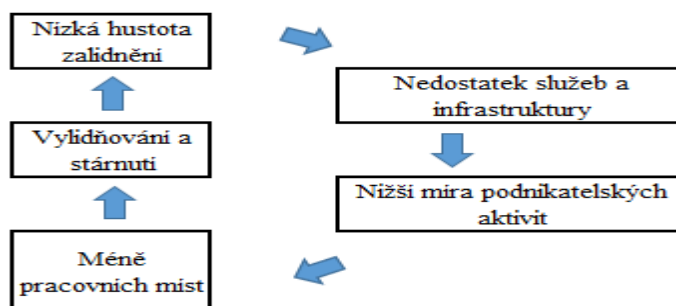 Nízká hustota
zalidnění
Nedostatek služeb a
infrastruktury
Vylidňování a
stárnutí
Nižší míra podnikatelských
aktivit
Méně
pracovních míst